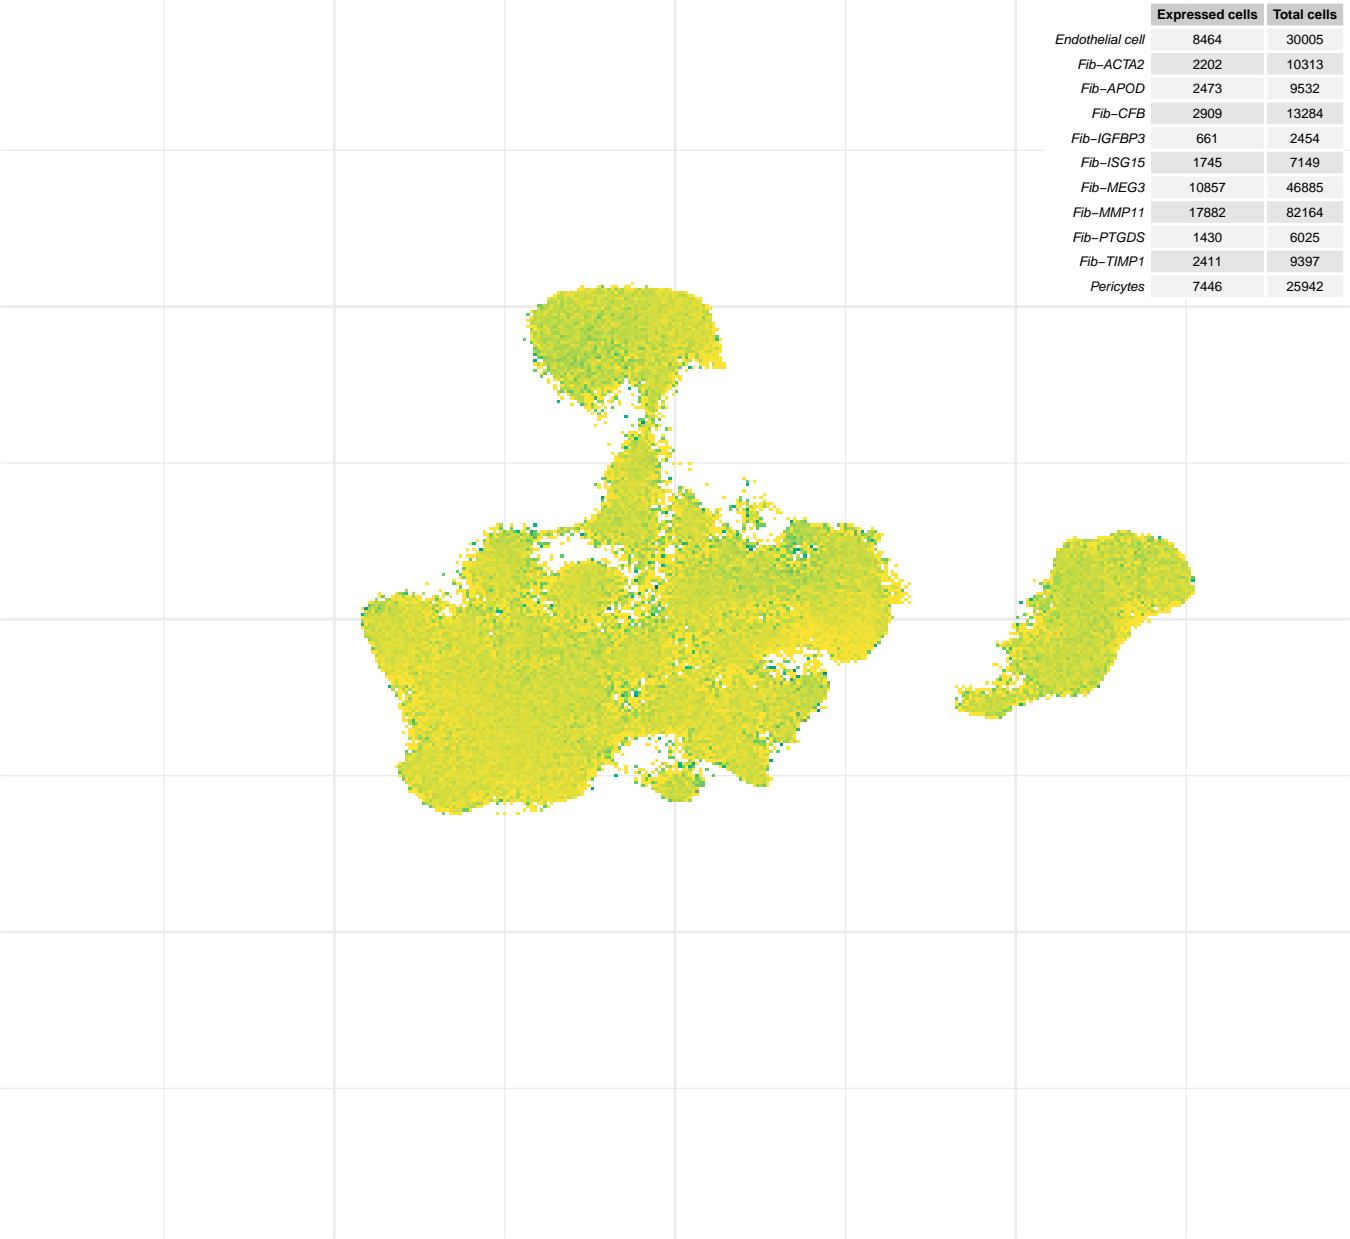 Expressed cells Total cells
Endothelial cell 8464 30005
Fib−ACTA2 2202 10313
Fib−APOD 2473 9532
Fib−CFB 2909 13284
Fib−IGFBP3 661 2454
Fib−ISG15 1745 7149
Fib−MEG3 10857 46885
Fib−MMP11 17882 82164
Fib−PTGDS 1430 6025
Fib−TIMP1 2411 9397
Pericytes 7446 25942